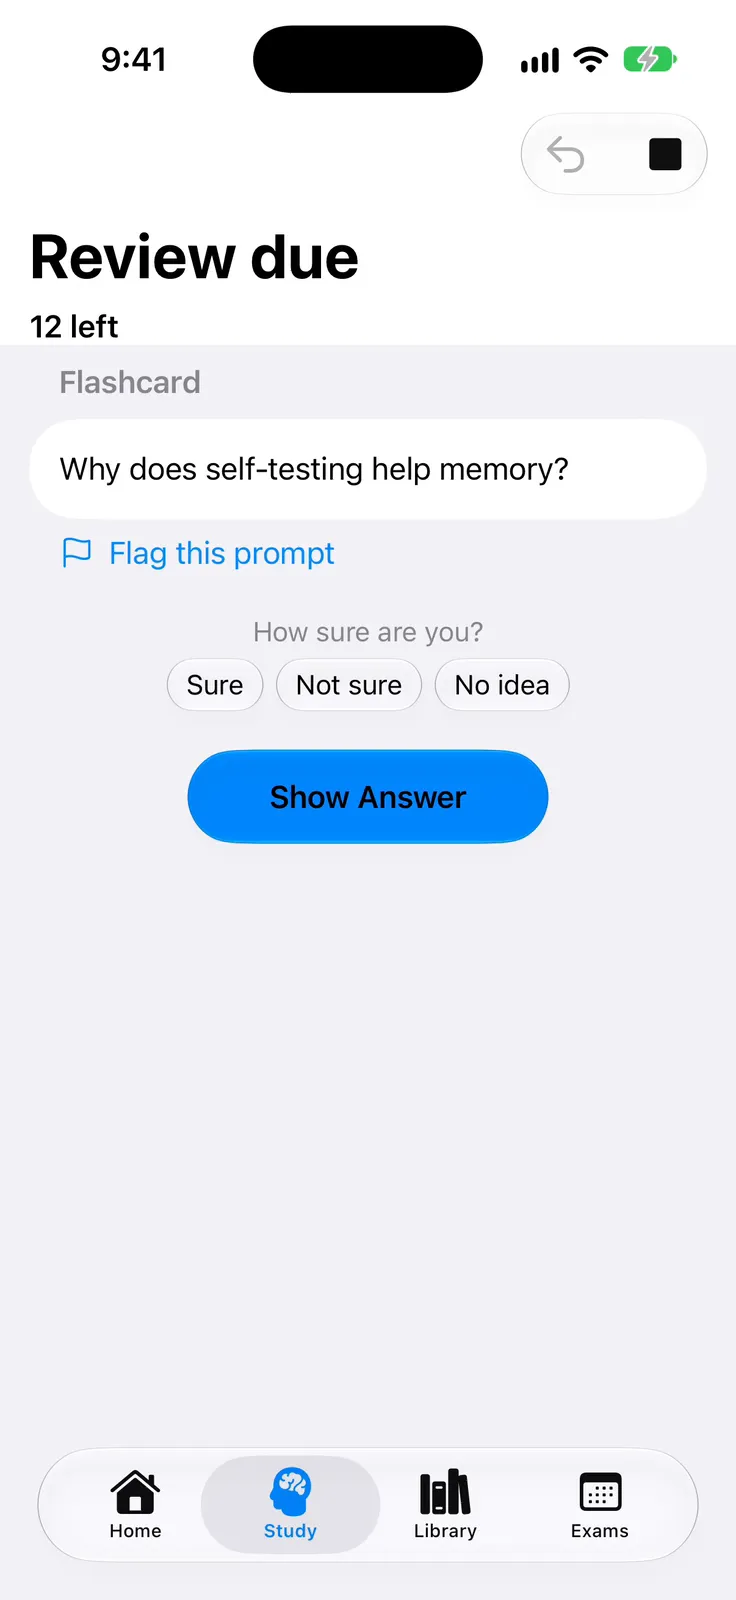 9:41
Review due
12 left
Flashcard
Why does self-testing help memory?
Flag this prompt
How sure are you?
Sure Not sure No idea
Show Answer
Home Study Library Exams